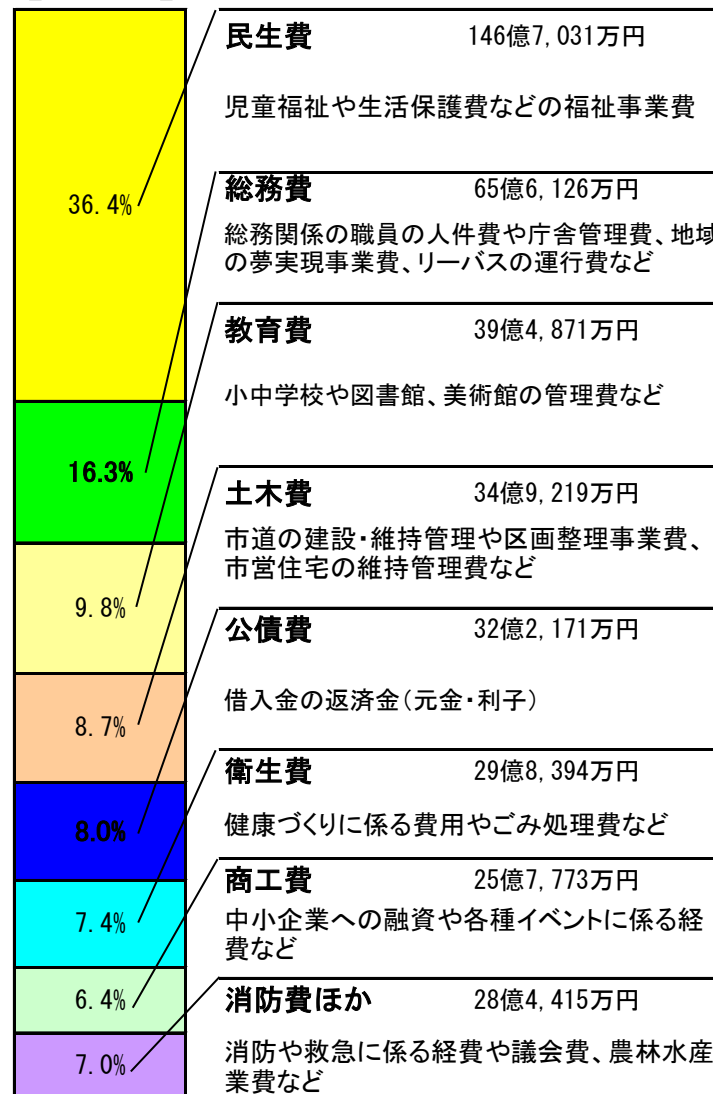 民生費 146億7,031万円
児童福祉や生活保護費などの福祉事業費
36.4%
総務費 65億6,126万円
総務関係の職員の人件費や庁舎管理費、地域
の夢実現事業費、リーバスの運行費など
16.3%
教育費 39億4,871万円
小中学校や図書館、美術館の管理費など
9.8%
土木費 34億9,219万円
市道の建設・維持管理や区画整理事業費、
市営住宅の維持管理費など
8.7%
公債費 32億2,171万円
借入金の返済金(元金・利子)
8.0%
衛生費 29億8,394万円
健康づくりに係る費用やごみ処理費など
7.4%
商工費 25億7,773万円
中小企業への融資や各種イベントに係る経
費など
6.4%
消防費ほか 28億4,415万円
消防や救急に係る経費や議会費、農林水産
業費など
7.0%